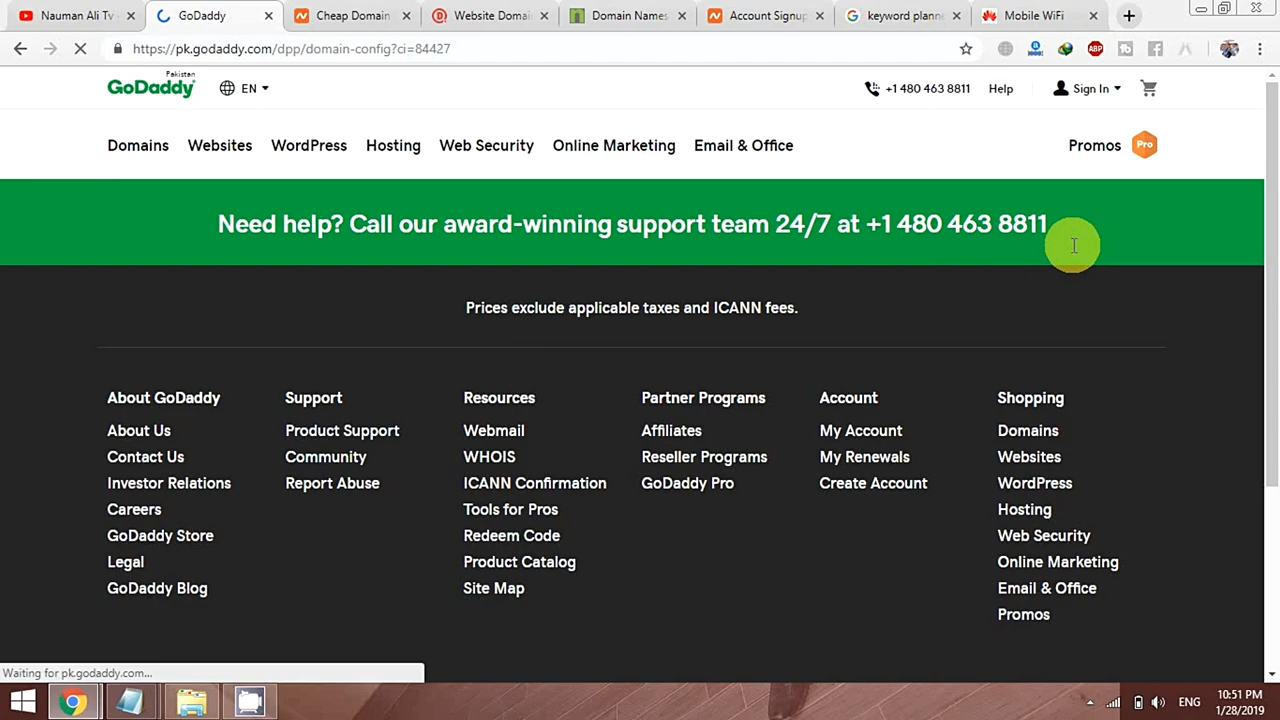 Nauman Ali Tv -
GoDaddy
Cheap Domain
Website Domai
Domain Names
Account Signup
keyword plann
Mobile WiFi
https://pk.godaddy.com/dpp/domain-config?ci=84427
ABP
Pakistan
GoDaddy
EN
+1 480 463 8811
Help
Sign In
Domains
Websites
WordPress
Hosting
Web Security
Online Marketing
Email & Office
Promos
Pro
Need help? Call our award-winning support team 24/7 at +1 480 463 8811
Prices exclude applicable taxes and ICANN fees.
About GoDaddy
About Us
Contact Us
Investor Relations
Careers
GoDaddy Store
Legal
GoDaddy Blog
Support
Product Support
Community
Report Abuse
Resources
Webmail
WHOIS
ICANN Confirmation
Tools for Pros
Redeem Code
Product Catalog
Site Map
Partner Programs
Affiliates
Reseller Programs
GoDaddy Pro
Account
My Account
My Renewals
Create Account
Shopping
Domains
Websites
WordPress
Hosting
Web Security
Online Marketing
Email & Office
Promos
Waiting for pk.godaddy.com...
ENG
10:51 PM
1/28/2019